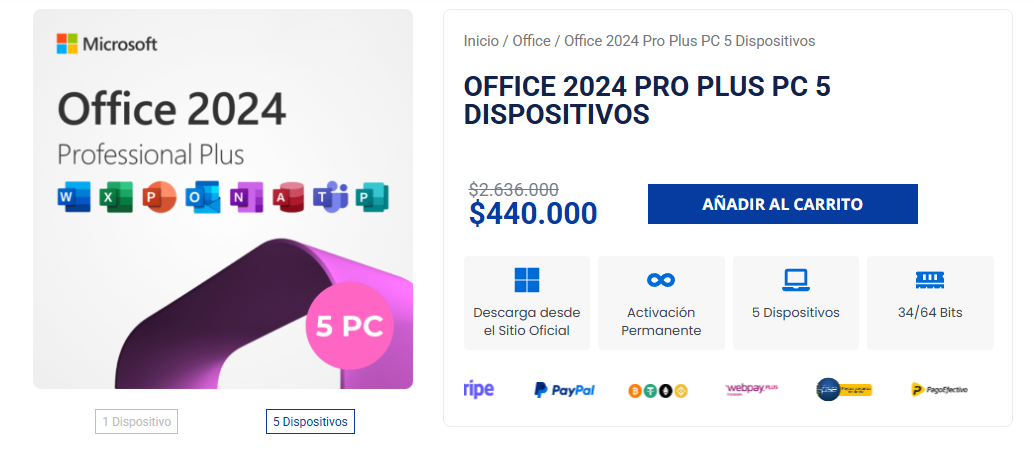 Microsoft
Office 2024
Professional Plus
W X P O N A T P
5 PC
1 Dispositivo
5 Dispositivos
Inicio / Office / Office 2024 Pro Plus PC 5 Dispositivos
OFFICE 2024 PRO PLUS PC 5
DISPOSITIVOS
$2.636.000
$440.000
AÑADIR AL CARRITO
Descarga desde
el Sitio Oficial
Activación
Permanente
5 Dispositivos
34/64 Bits
ripe
PayPal
webpay.PLUS
pse
PagoEfectivo